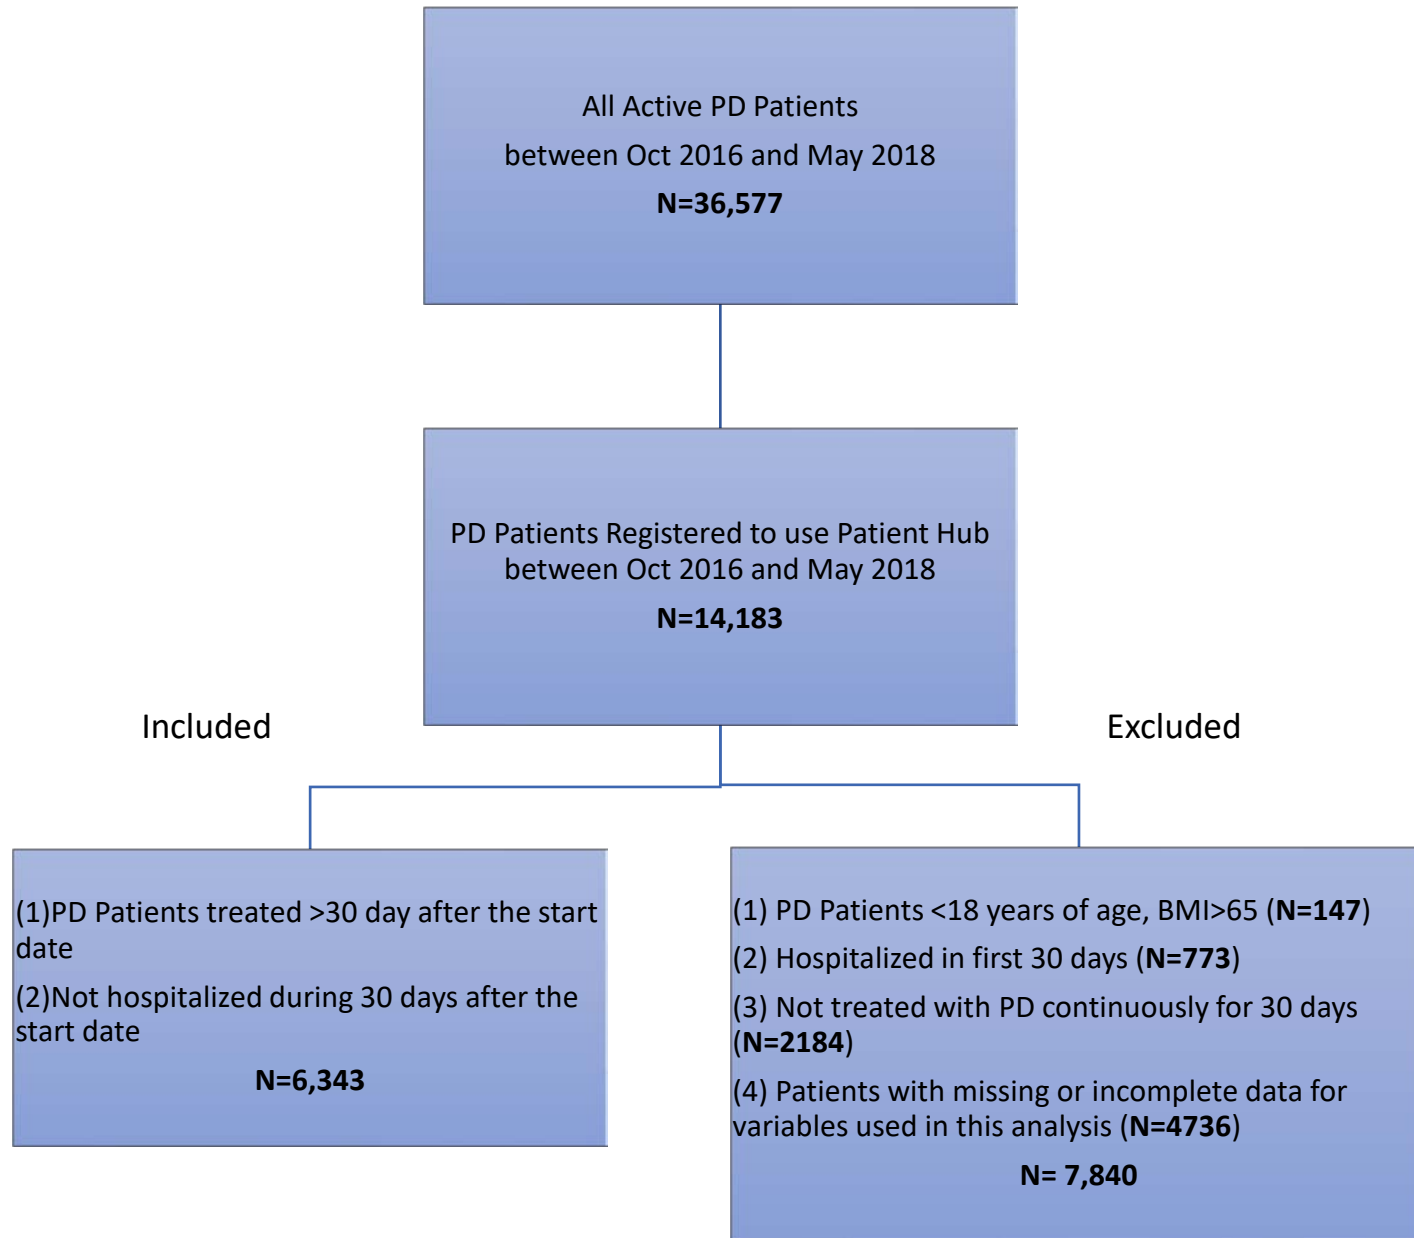 All Active PD Patients
between Oct 2016 and May 2018
N=36,577
PD Patients Registered to use Patient Hub
between Oct 2016 and May 2018
N=14,183
Included
Excluded
(1)PD Patients treated >30 day after the start
date
(2)Not hospitalized during 30 days after the
start date
N=6,343
(1) PD Patients <18 years of age, BMI>65 (N=147)
(2) Hospitalized in first 30 days (N=773)
(3) Not treated with PD continuously for 30 days
(N=2184)
(4) Patients with missing or incomplete data for
variables used in this analysis (N=4736)
N= 7,840